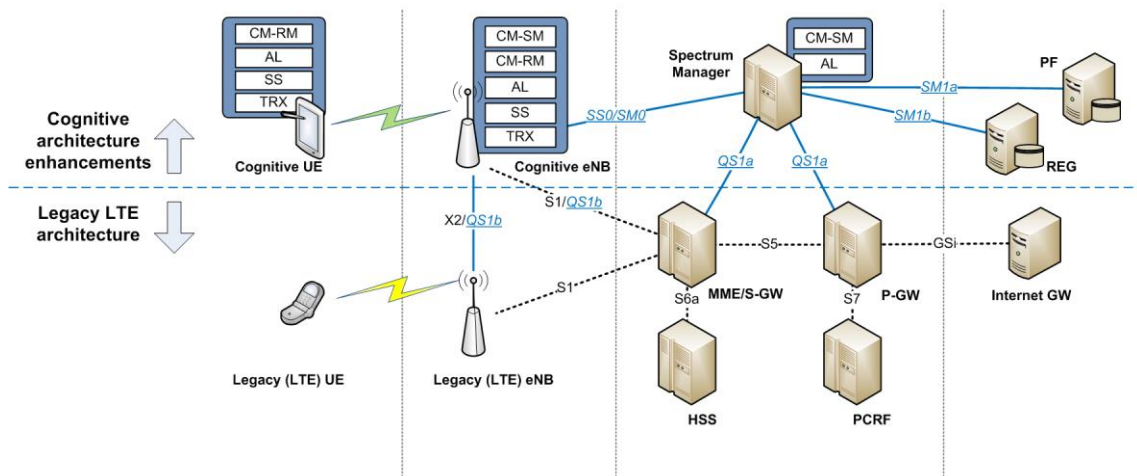 CM-RM
AL
SS
TRX
Cognitive UE
CM-SM
CM-RM
AL
SS
TRX
Cognitive eNB
Spectrum
Manager
CM-SM
AL
PF
REG
SS0/SM0
SM1a
SM1b
QS1a
QS1a
Cognitive
architecture
enhancements
Legacy LTE
architecture
X2/QS1b
S1/QS1b
S1
S5
GSi
S6a
S7
MME/S-GW
P-GW
Internet GW
Legacy (LTE) UE
Legacy (LTE) eNB
HSS
PCRF